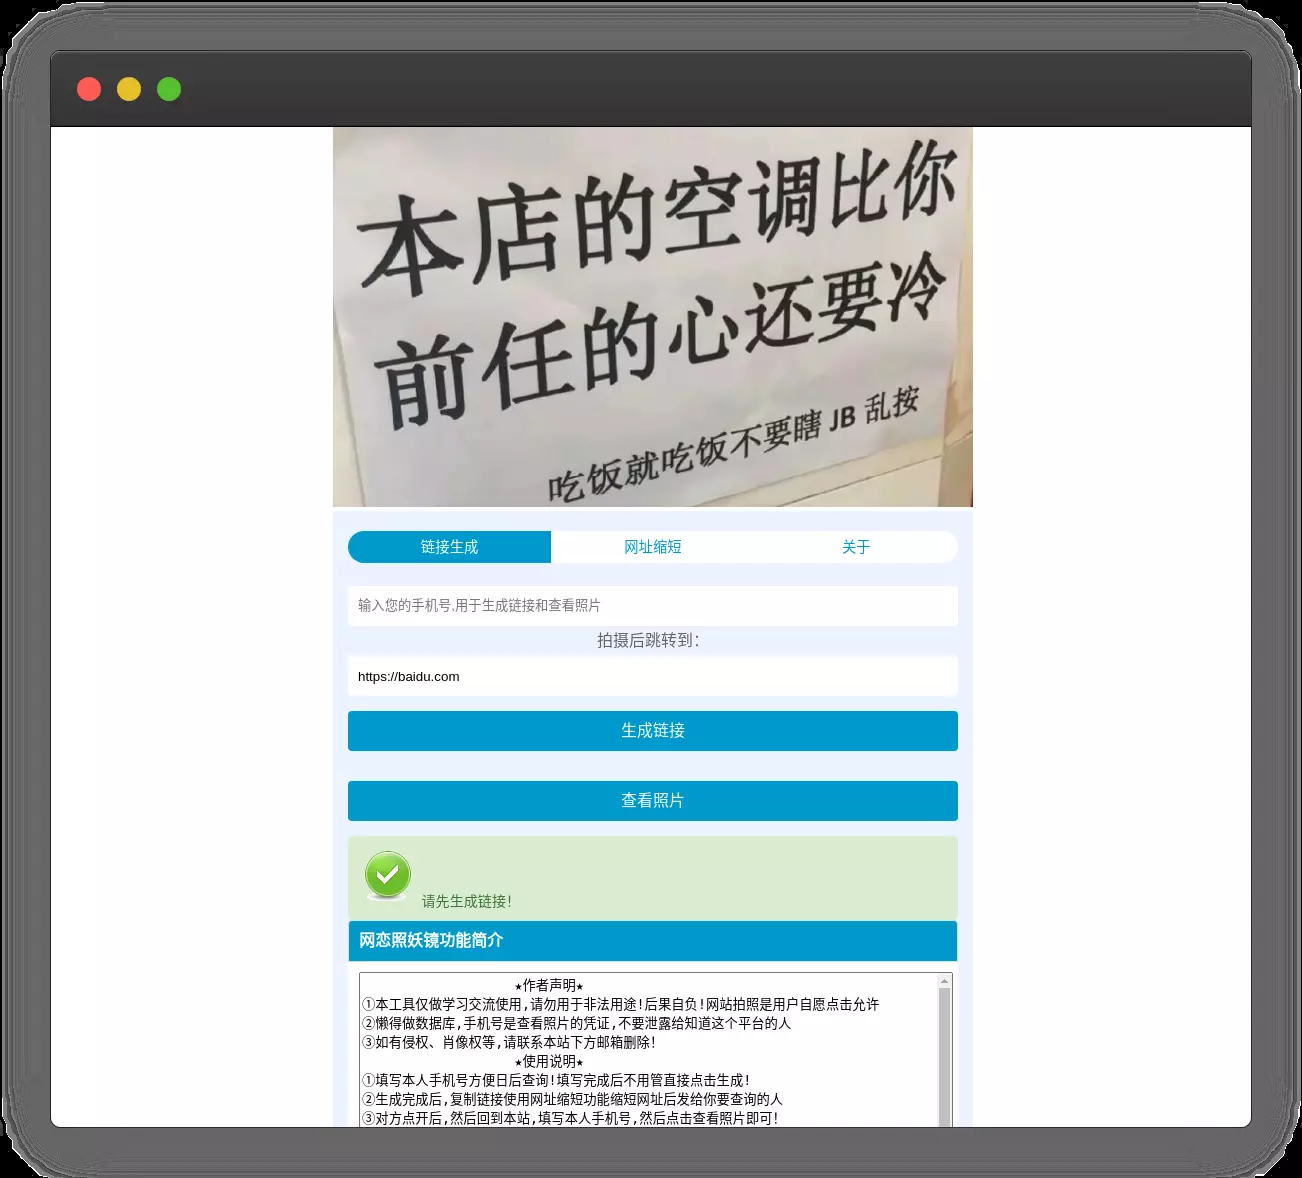 本店的空调比你
前任的心还要冷
吃饭就吃饭不要瞎 JB 乱按
链接生成
网址缩短
关于
输入您的手机号,用于生成链接和查看照片
拍摄后跳转到:
https://baidu.com
生成链接
查看照片
请先生成链接!
网恋照妖镜功能简介
★作者声明★
①本工具仅做学习交流使用,请勿用于非法用途!后果自负!网站拍照是用户自愿点击允许
②懒得做数据库,手机号是查看照片的凭证,不要泄露给知道这个平台的人
③如有侵权、肖像权等,请联系本站下方邮箱删除!
★使用说明★
①填写本人手机号方便日后查询!填写完成后不用管直接点击生成!
②生成完成后,复制链接使用网址缩短功能缩短网址后发给你要查询的人
③对方点开后,然后回到本站,填写本人手机号,然后点击查看照片即可!